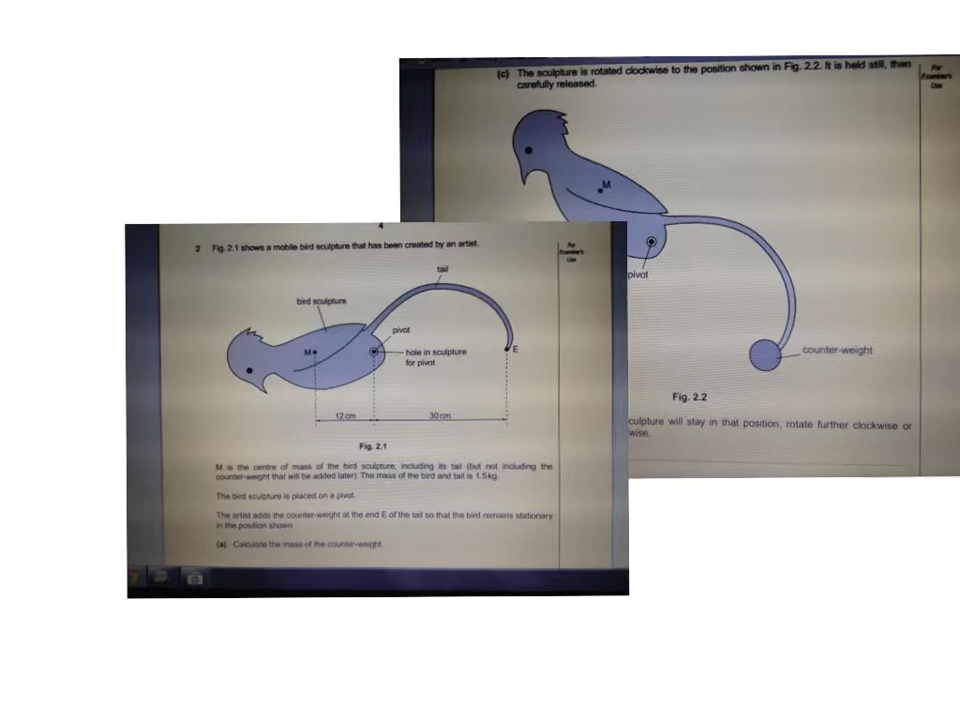 (c) The sculpture is rotated clockwise to the position shown in Fig. 2.2. It is held still, then
carefully released.
For
Examiner's
Use
M
pivot
counter-weight
Fig. 2.2
culpture will stay in that position, rotate further clockwise or
wise.
4
2 Fig. 2.1 shows a mobile bird sculpture that has been created by an artist.
For
Examiner's
Use
tail
bird sculpture
pivot
M
hole in sculpture
for pivot
E
12 cm
30 cm
Fig. 2.1
M is the centre of mass of the bird sculpture, including its tail (but not including the
counter-weight that will be added later). The mass of the bird and tail is 1.5 kg.
The bird sculpture is placed on a pivot.
The artist adds the counter-weight at the end E of the tail so that the bird remains stationary
in the position shown
(a) Calculate the mass of the counter-weight.